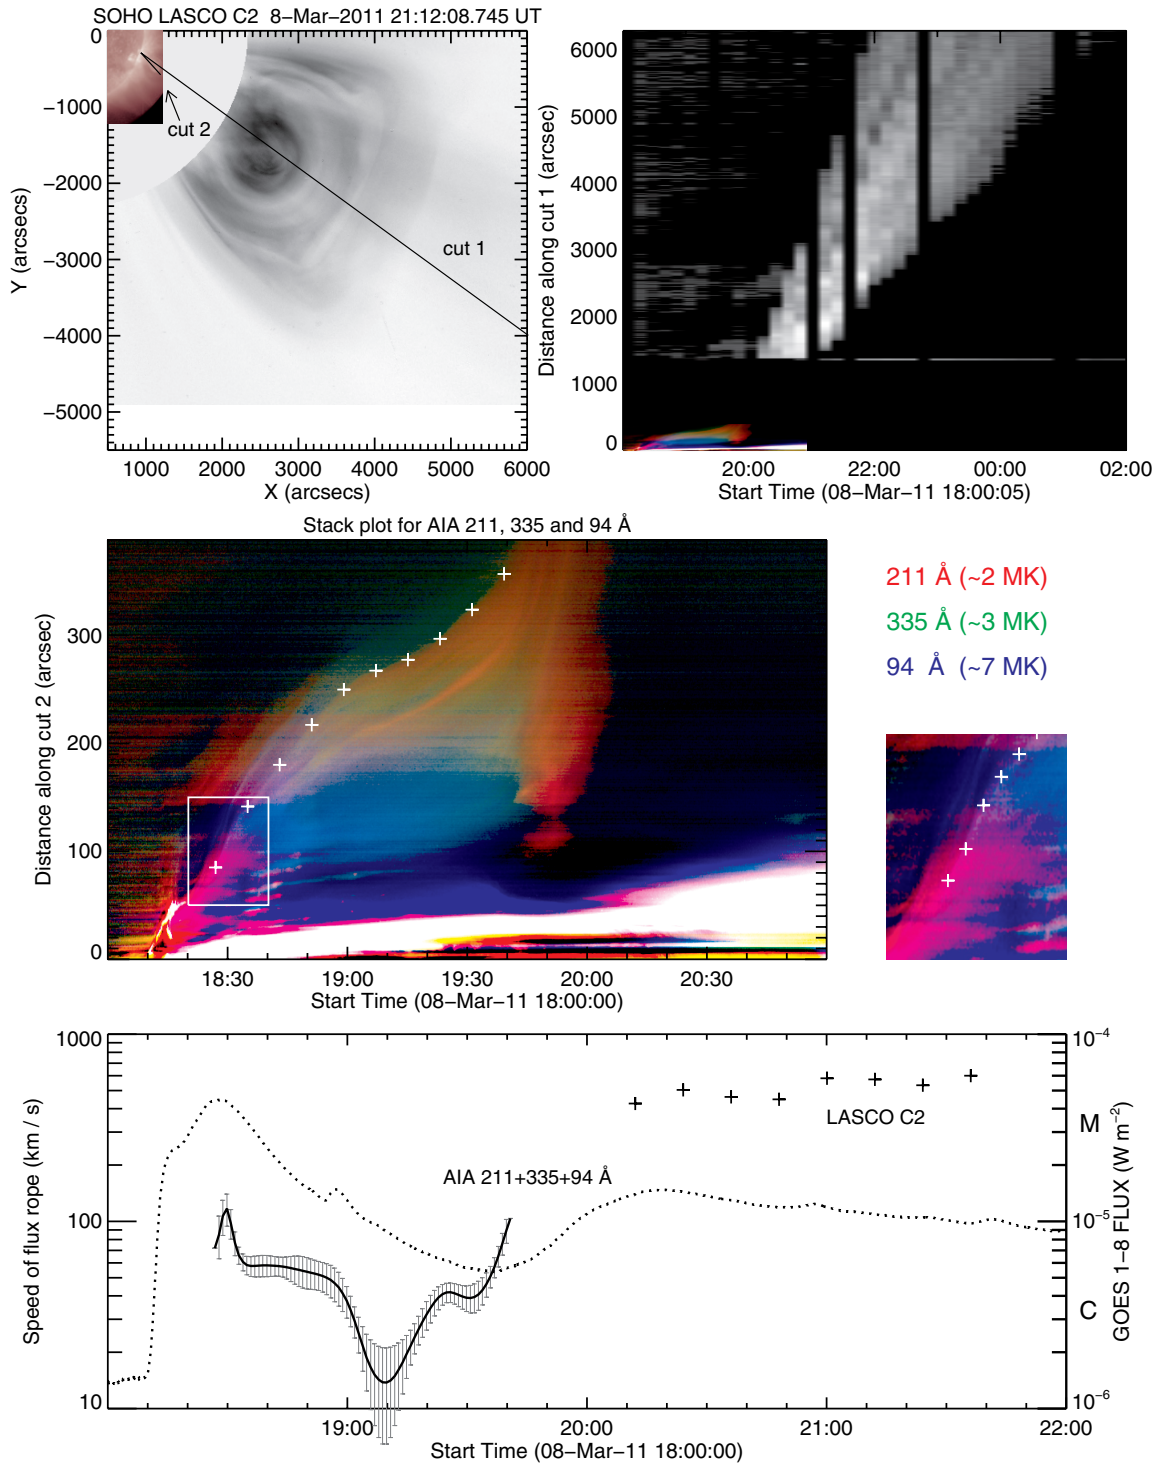 SOHO LASCO C2  8−Mar−2011 21:12:08.745 UT
0
−1000
−2000
−3000
−4000
−5000
Y (arcsecs)
cut 2
cut 1
1000 2000 3000 4000 5000 6000
X (arcsecs)
6000
5000
4000
3000
2000
1000
0
Distance along cut 1 (arcsec)
20:00 22:00 00:00 02:00
Start Time (08−Mar−11 18:00:05)
Stack plot for AIA 211, 335 and 94 Å
300
200
100
0
Distance along cut 2 (arcsec)
18:30 19:00 19:30 20:00 20:30
Start Time (08−Mar−11 18:00:00)
211 Å (~2 MK)
335 Å (~3 MK)
94 Å (~7 MK)
1000
100
10
Speed of flux rope (km / s)
AIA 211+335+94 Å
LASCO C2
10−4
10−5
10−6
M
C
GOES 1−8 FLUX (W m−2)
19:00 20:00 21:00 22:00
Start Time (08−Mar−11 18:00:00)